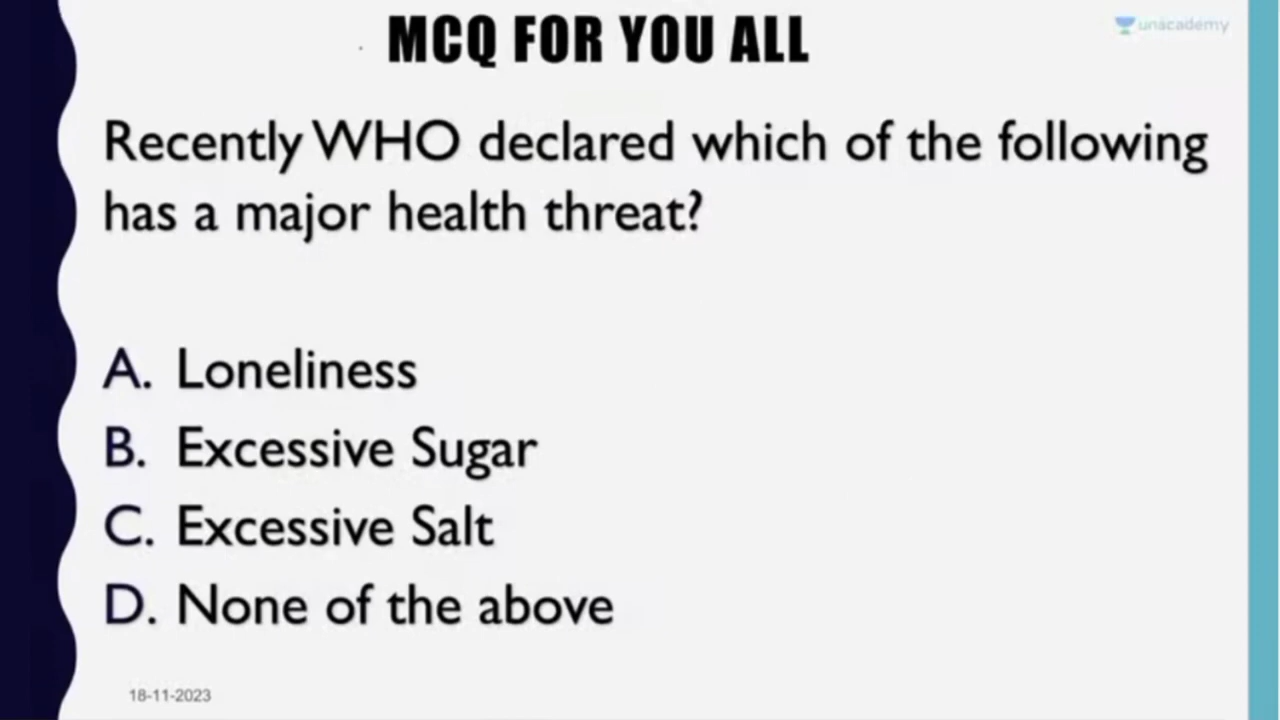 MCQ FOR YOU ALL
unacademy
Recently WHO declared which of the following
has a major health threat?
A. Loneliness
B. Excessive Sugar
C. Excessive Salt
D. None of the above
18-11-2023